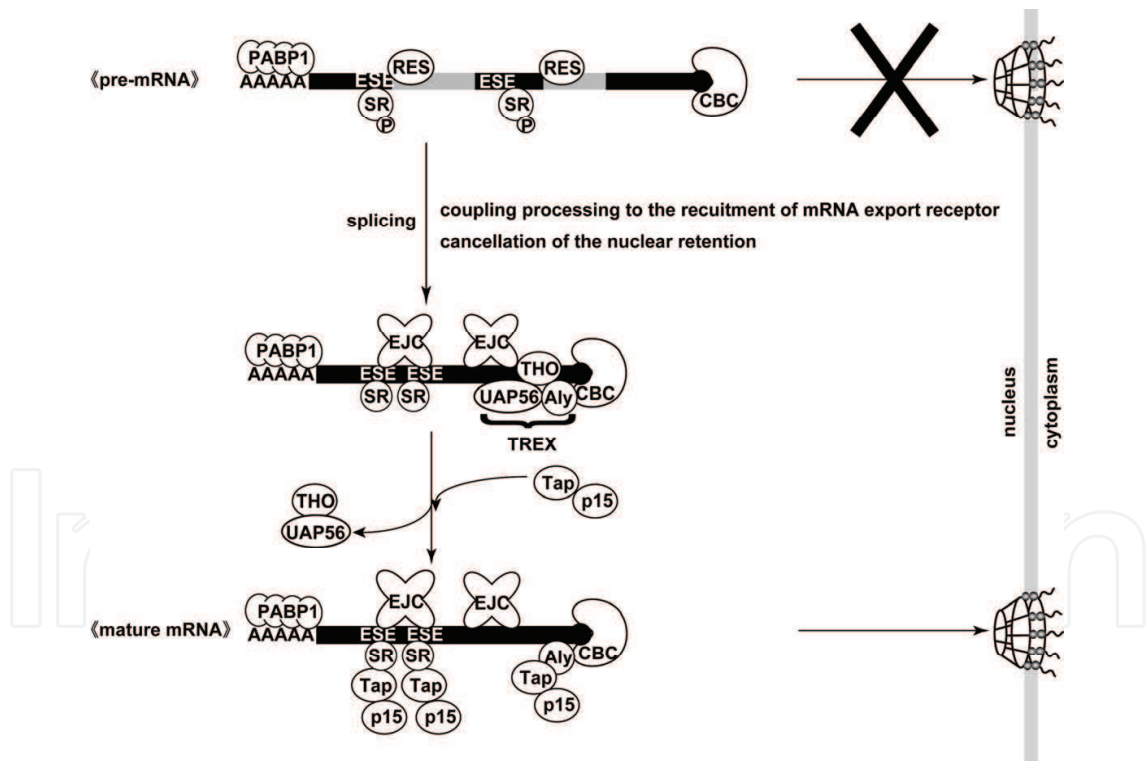 PABP1
RES
RES
《pre-mRNA》
AAAAA
ESE
ESE
CBC
SR
SR
P
P
splicing
coupling processing to the recuitment of mRNA export receptor
cancellation of the nuclear retention
EJC
EJC
PABP1
THO
AAAAA
ESE
ESE
SR
SR
UAP56
Aly
CBC
TREX
nucleus
cytoplasm
Tap
p15
THO
UAP56
EJC
EJC
PABP1
《mature mRNA》
AAAAA
ESE
ESE
CBC
SR
SR
Aly
Tap
Tap
Tap
p15
p15
p15